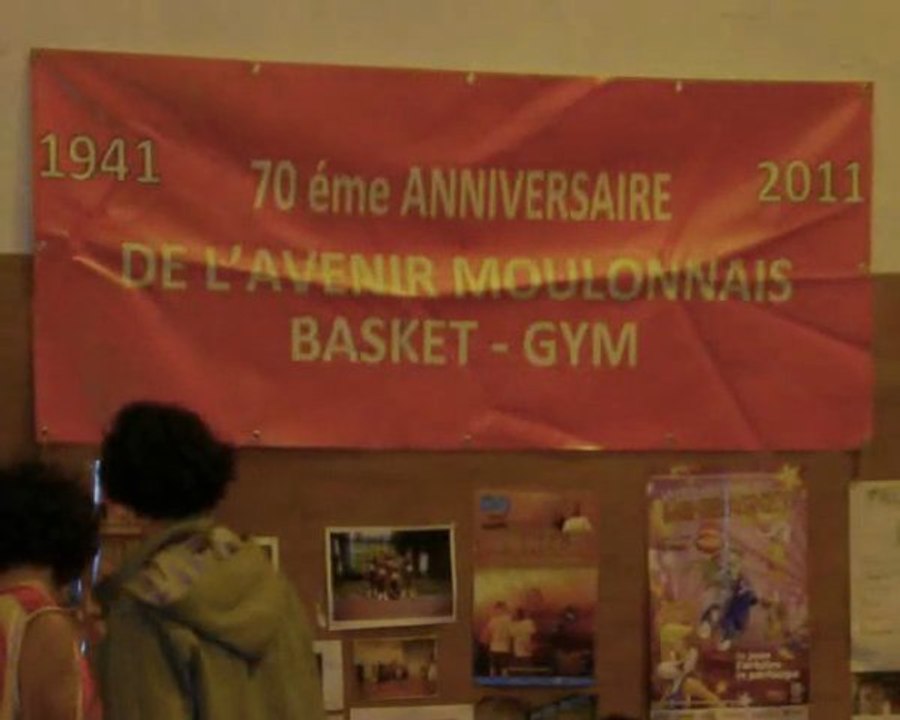 1941
70 éme ANNIVERSAIRE
2011
DE L'AVENIR MOULONNAIS
BASKET - GYM